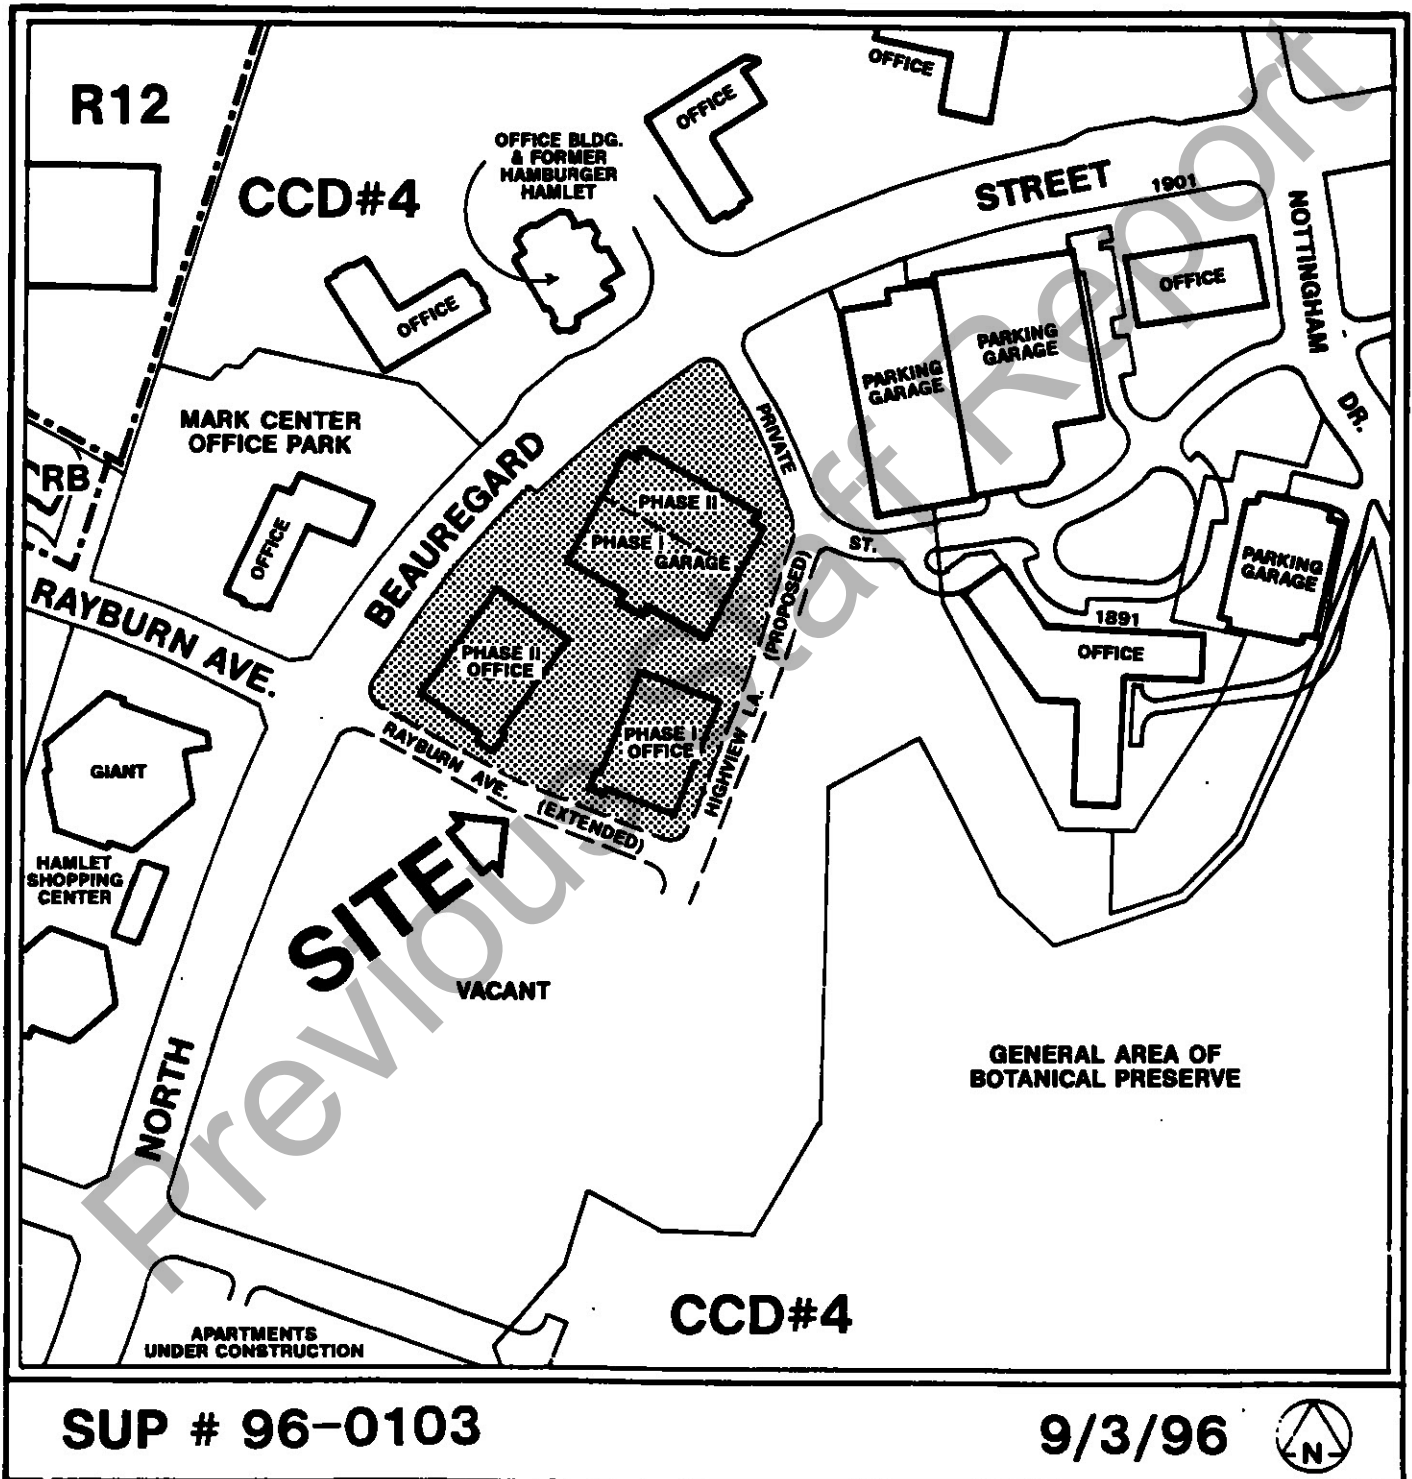 R12
CCD#4
OFFICE BLDG.
& FORMER
HAMBURGER
HAMLET
OFFICE
OFFICE
STREET
1901
NOTTINGHAM
DR.
OFFICE
OFFICE
PARKING
GARAGE
PARKING
GARAGE
MARK CENTER
OFFICE PARK
RB
OFFICE
BEAUREGARD
PRIVATE
ST.
PHASE II
PHASE I
GARAGE
PARKING
GARAGE
RAYBURN AVE.
PHASE II
OFFICE
(PROPOSED)
HIGHVIEW LA.
1891
OFFICE
PHASE I
OFFICE
RAYBURN AVE. (EXTENDED)
GIANT
SITE
HAMLET
SHOPPING
CENTER
VACANT
NORTH
GENERAL AREA OF
BOTANICAL PRESERVE
CCD#4
APARTMENTS
UNDER CONSTRUCTION
Previous Staff Report
SUP # 96-0103
9/3/96
N